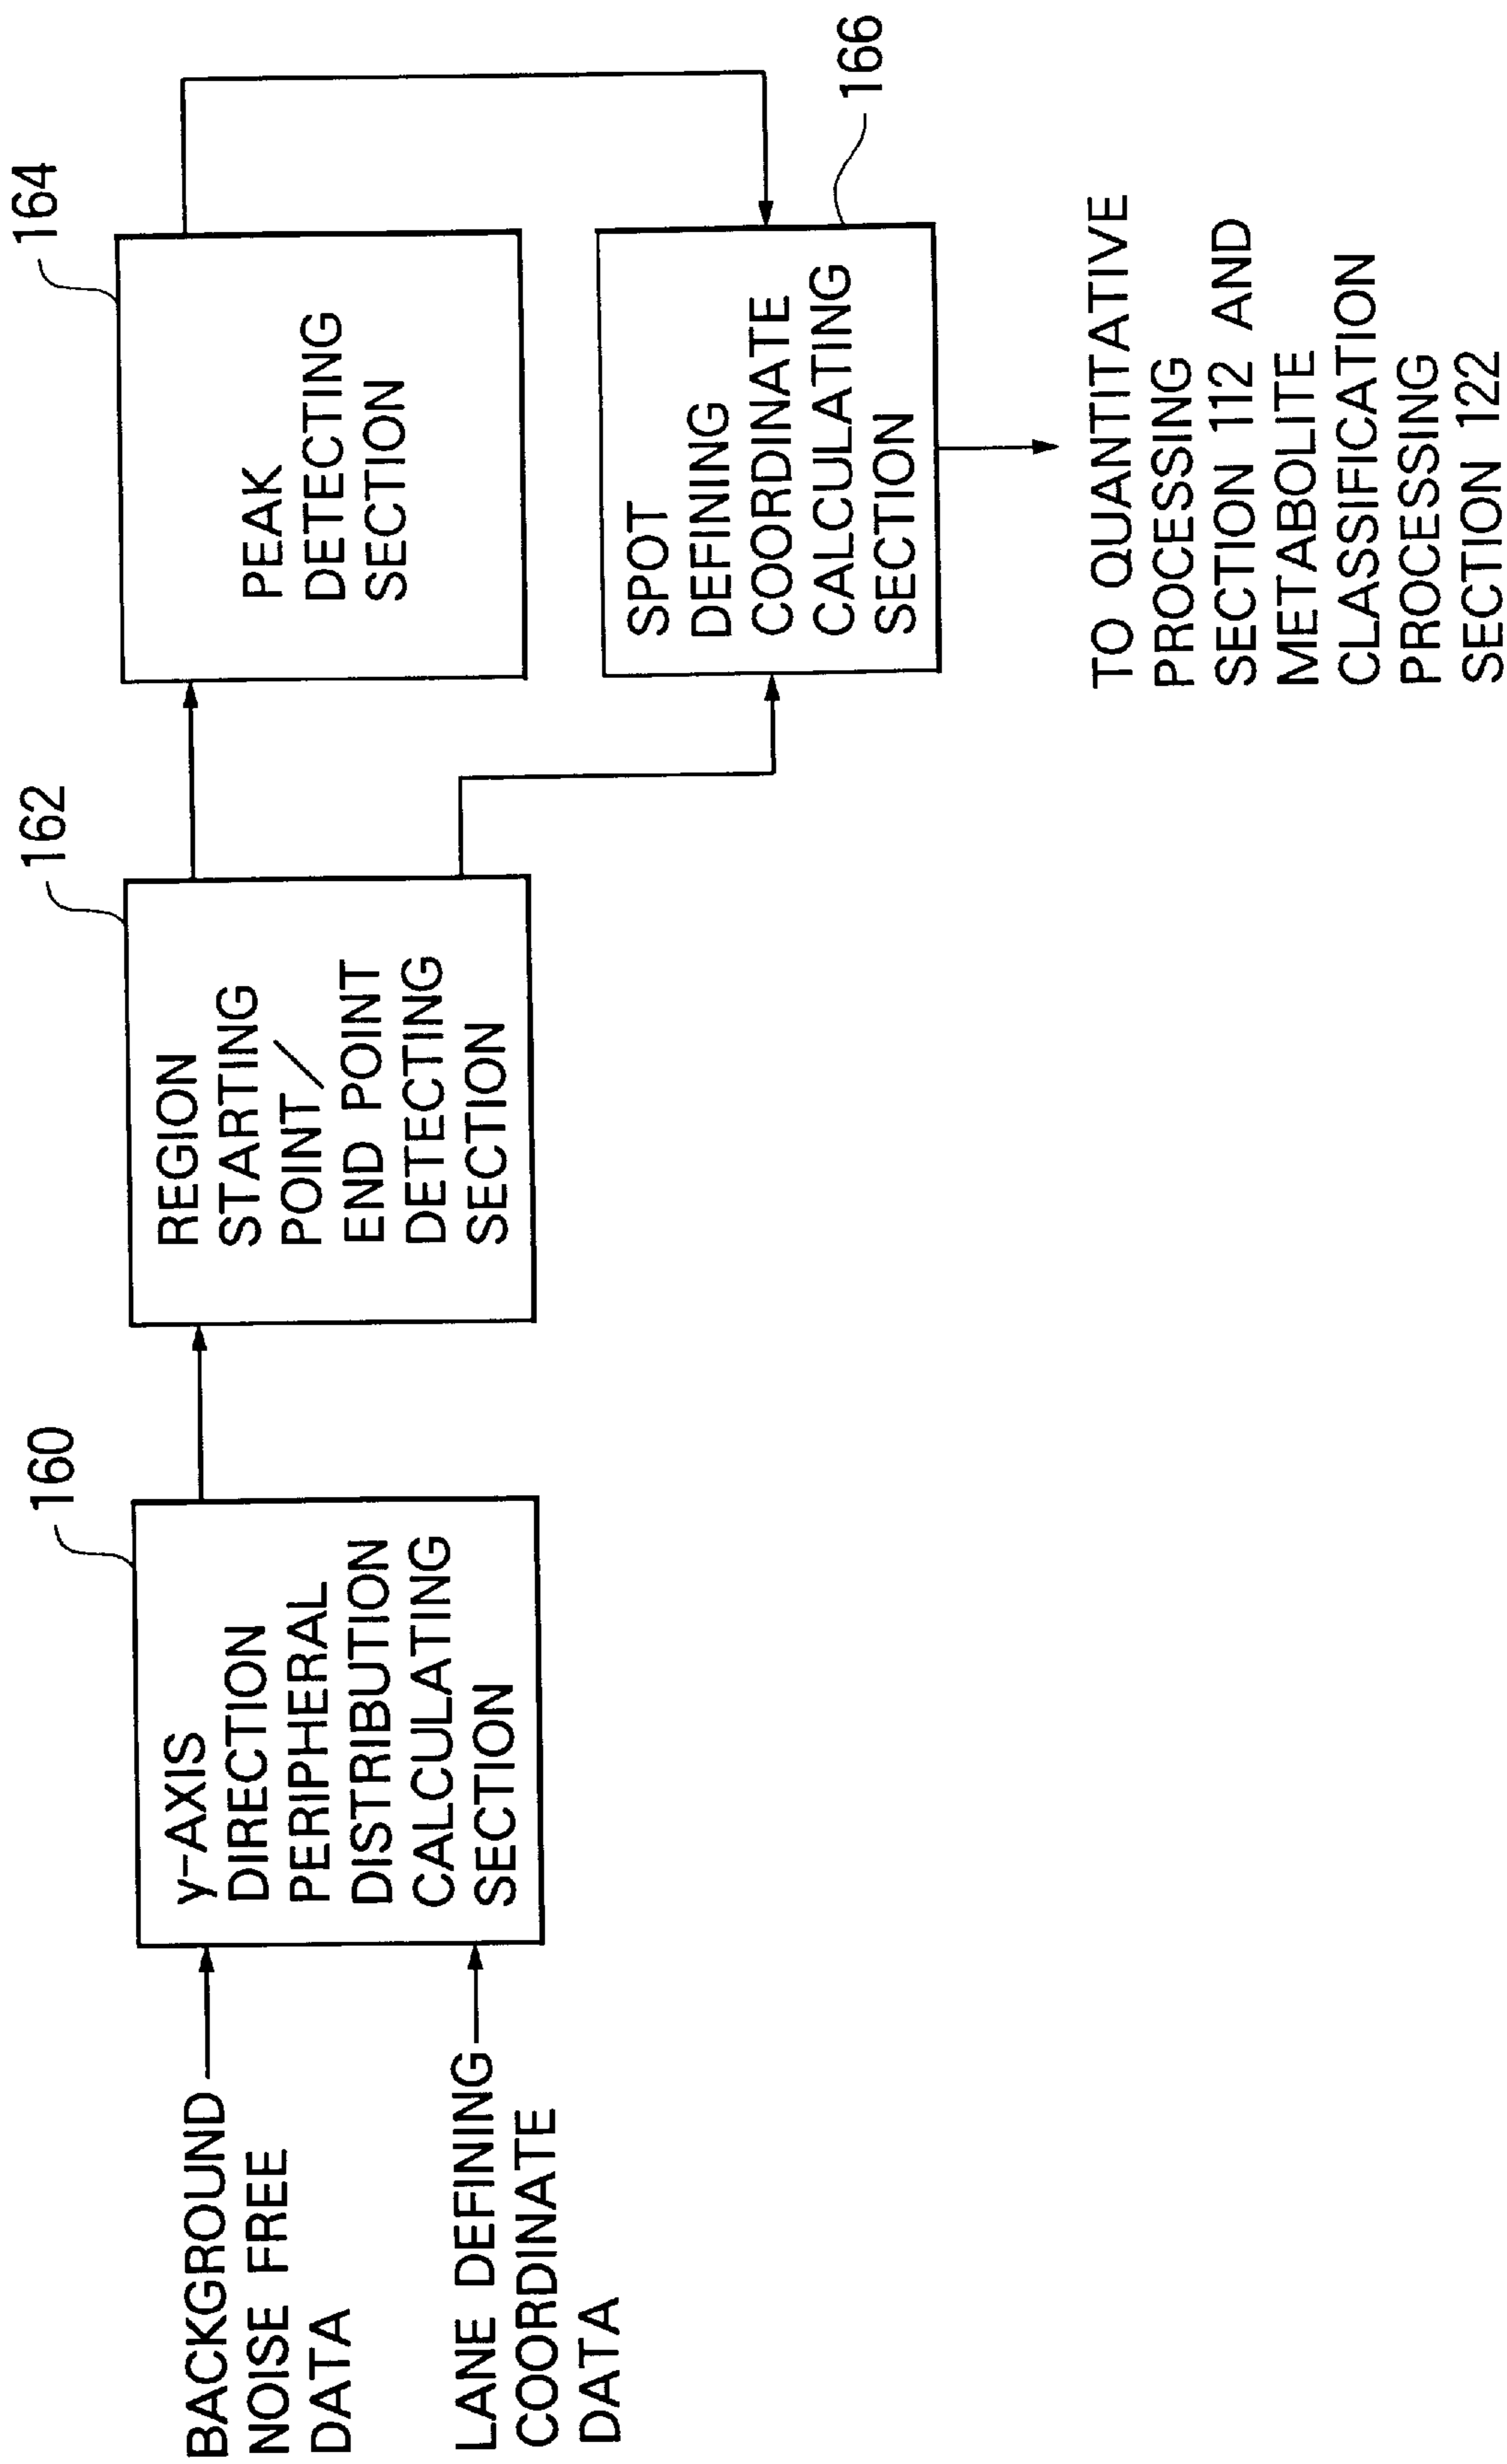 BACKGROUND
NOISE FREE
DATA
LANE DEFINING
COORDINATE
DATA
160
y-AXIS
DIRECTION
PERIPHERAL
DISTRIBUTION
CALCULATING
SECTION
162
REGION
STARTING
POINT/
END POINT
DETECTING
SECTION
164
PEAK
DETECTING
SECTION
166
SPOT
DEFINING
COORDINATE
CALCULATING
SECTION
TO QUANTITATIVE
PROCESSING
SECTION 112 AND
METABOLITE
CLASSIFICATION
PROCESSING
SECTION 122